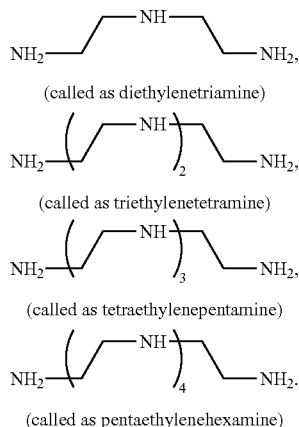 NH
NH₂ NH₂,
(called as diethylenetriamine)
NH
NH₂ ( )₂ NH₂,
(called as triethylenetetramine)
NH
NH₂ ( )₃ NH₂,
(called as tetraethylenepentamine)
NH
NH₂ ( )₄ NH₂.
(called as pentaethylenehexamine)